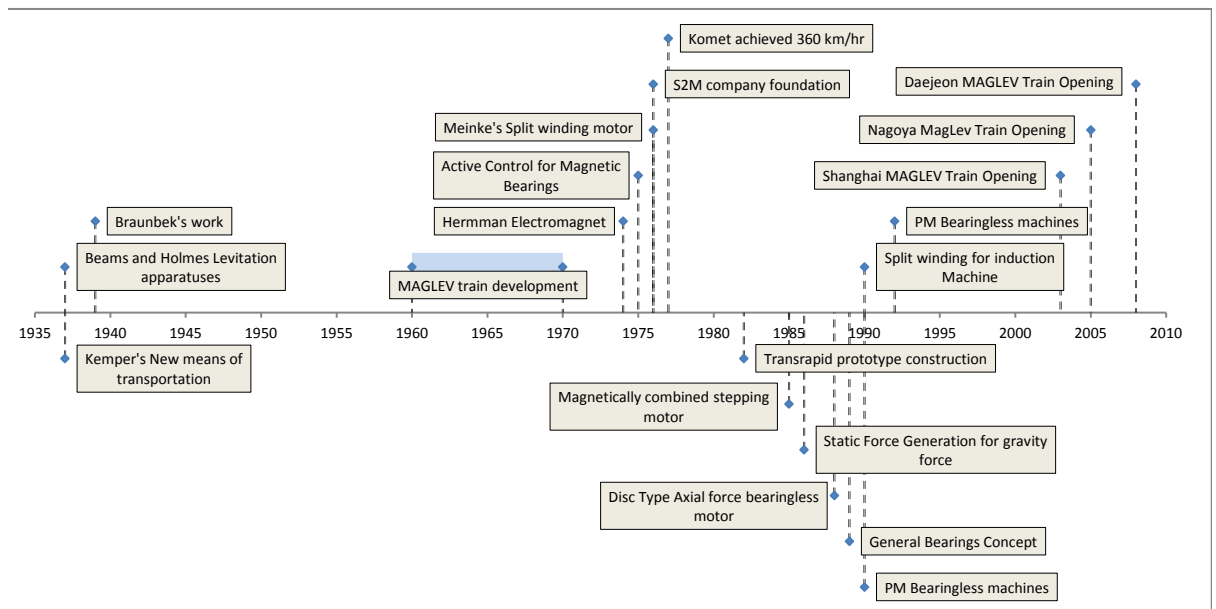 Komet achieved 360 km/hr
S2M company foundation
Daejeon MAGLEV Train Opening
Meinke's Split winding motor
Nagoya MagLev Train Opening
Active Control for Magnetic
Bearings
Shanghai MAGLEV Train Opening
Braunbek's work
Hermman Electromagnet
PM Bearingless machines
Beams and Holmes Levitation
apparatuses
MAGLEV train development
Split winding for induction
Machine
1935 1940 1945 1950 1955 1960 1965 1970 1975 1980 1985 1990 1995 2000 2005 2010
Kemper's New means of
transportation
Transrapid prototype construction
Magnetically combined stepping
motor
Static Force Generation for gravity
force
Disc Type Axial force bearingless
motor
General Bearings Concept
PM Bearingless machines